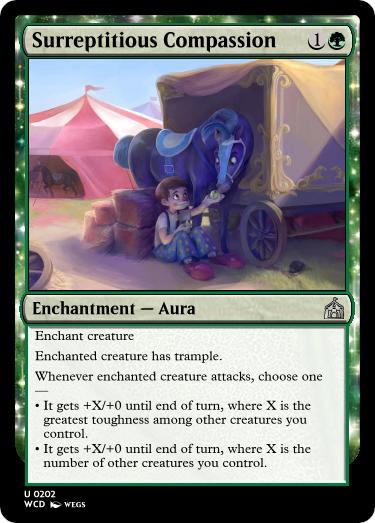 Surreptitious Compassion 1
Enchantment — Aura
Enchant creature
Enchanted creature has trample.
Whenever enchanted creature attacks, choose one
—
• It gets +X/+0 until end of turn, where X is the
greatest toughness among other creatures you
control.
• It gets +X/+0 until end of turn, where X is the
number of other creatures you control.
U 0202
WCD WEGS